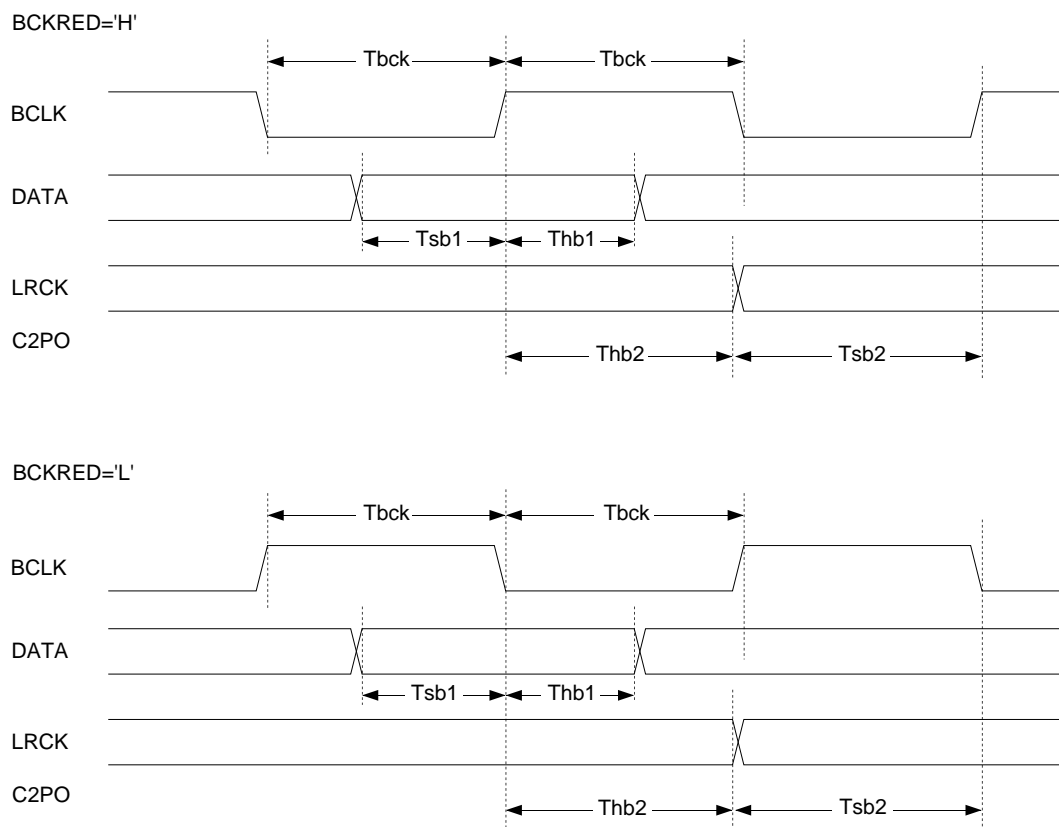 BCKRED='H'
Tbck Tbck
BCLK
DATA
Tsb1 Thb1
LRCK
C2PO
Thb2 Tsb2
BCKRED='L'
Tbck Tbck
BCLK
DATA
Tsb1 Thb1
LRCK
C2PO
Thb2 Tsb2